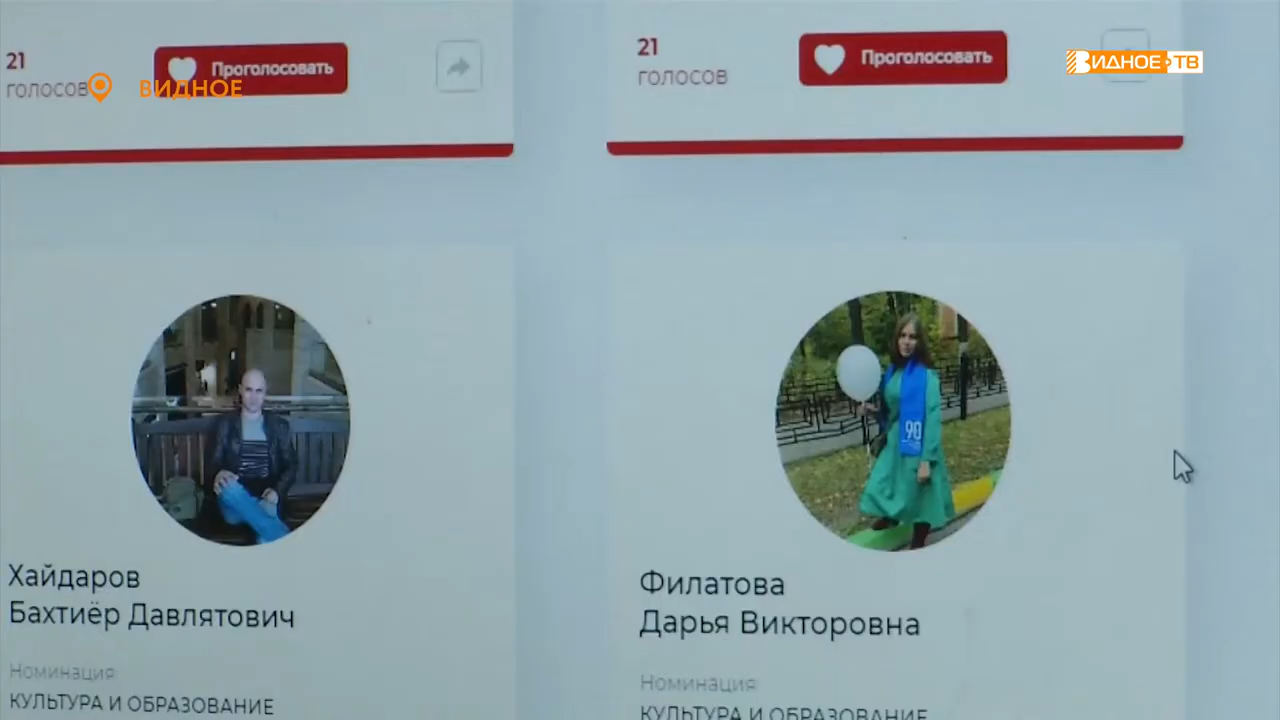 21
голосов
Проголосовать
ВИДНОЕ
21
голосов
Проголосовать
ВИДНОЕ ТВ
90
Хайдаров
Бахтиёр Давлятович
Номинация:
КУЛЬТУРА И ОБРАЗОВАНИЕ
Филатова
Дарья Викторовна
Номинация:
КУЛЬТУРА И ОБРАЗОВАНИЕ